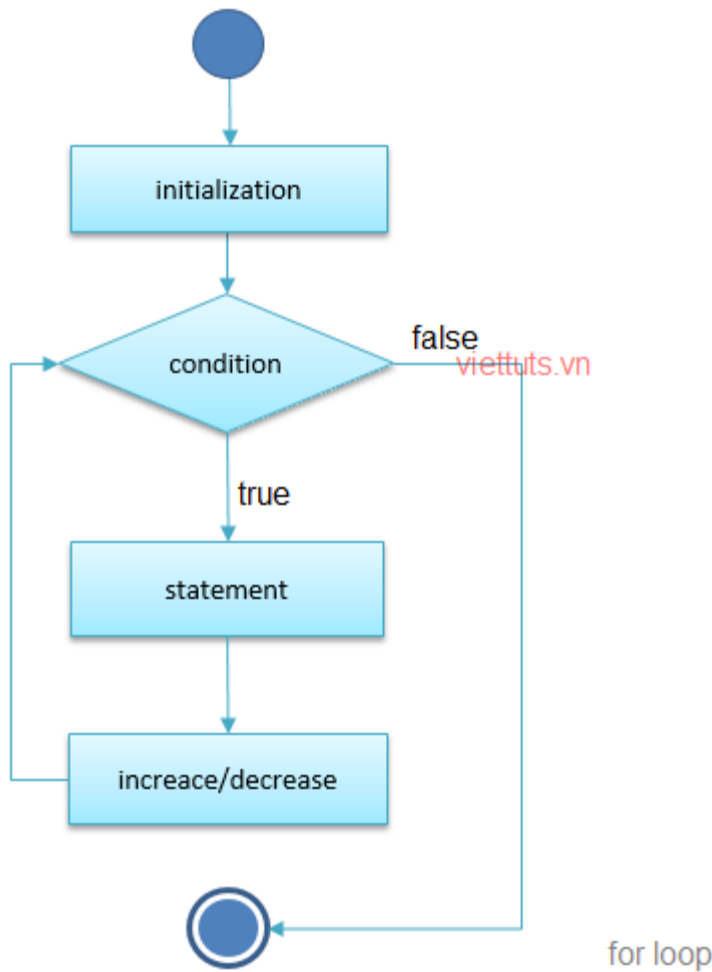 initialization
condition
false
viettuts.vn
true
statement
increace/decrease
for loop